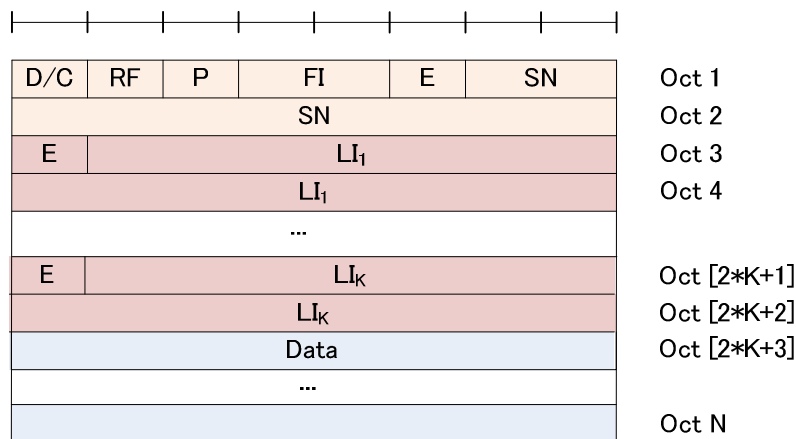 D/C RF P FI E SN Oct 1
SN Oct 2
E LI₁ Oct 3
LI₁ Oct 4
...
E LIK Oct [2*K+1]
LIK Oct [2*K+2]
Data Oct [2*K+3]
...
Oct N